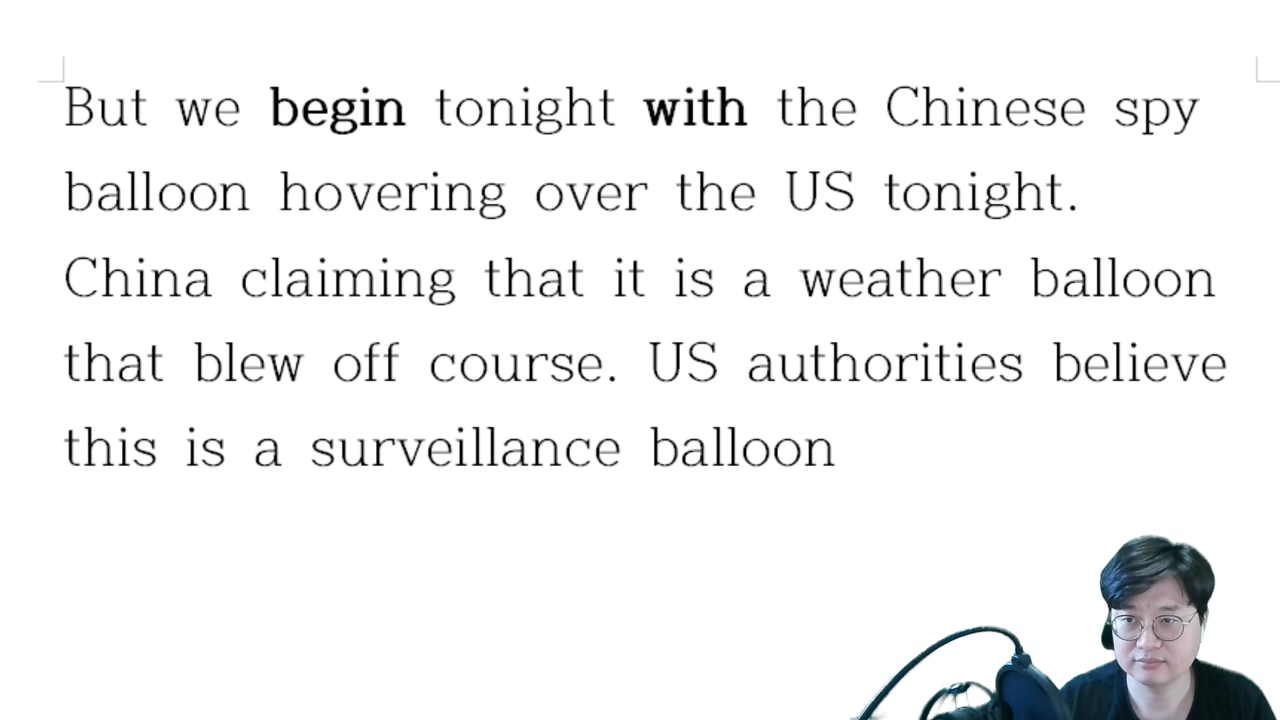 But we begin tonight with the Chinese spy
balloon hovering over the US tonight.
China claiming that it is a weather balloon
that blew off course. US authorities believe
this is a surveillance balloon